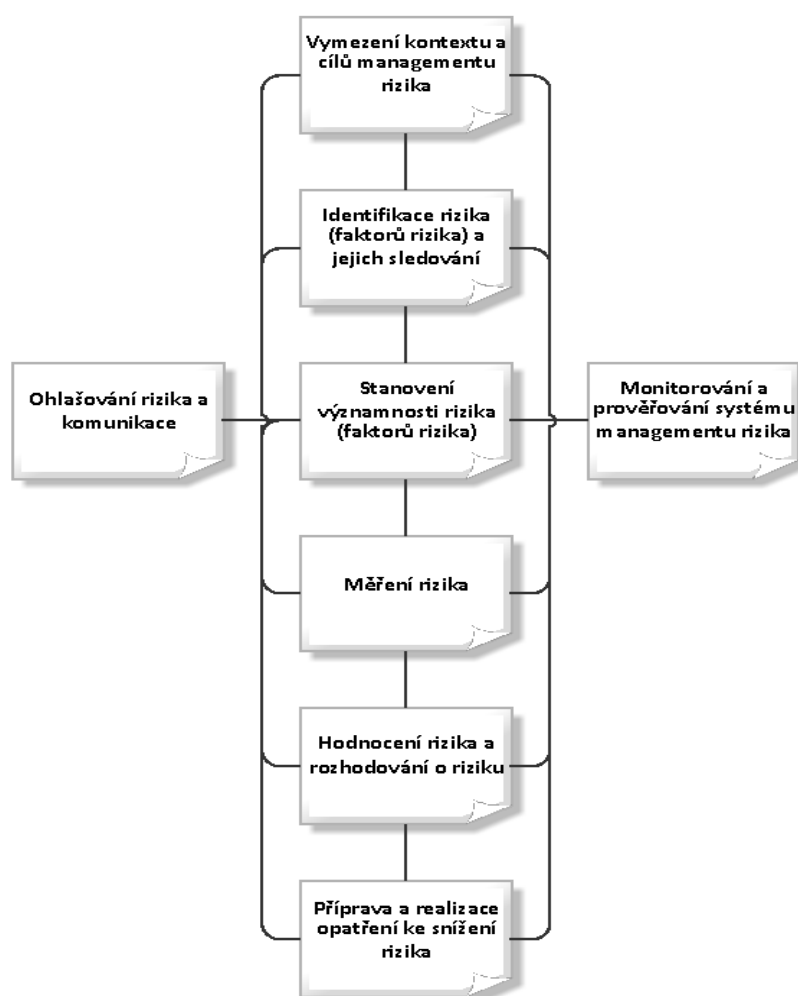 Vymezení kontextu a
cílů managementu
rizika
Identifikace rizika
(faktorů rizika) a
jejich sledování
Ohlašování rizika a
komunikace
Stanovení
významnosti rizika
(faktorů rizika)
Monitorování a
prověřování systému
managementu rizika
Měření rizika
Hodnocení rizika a
rozhodování o riziku
Příprava a realizace
opatření ke snížení
rizika